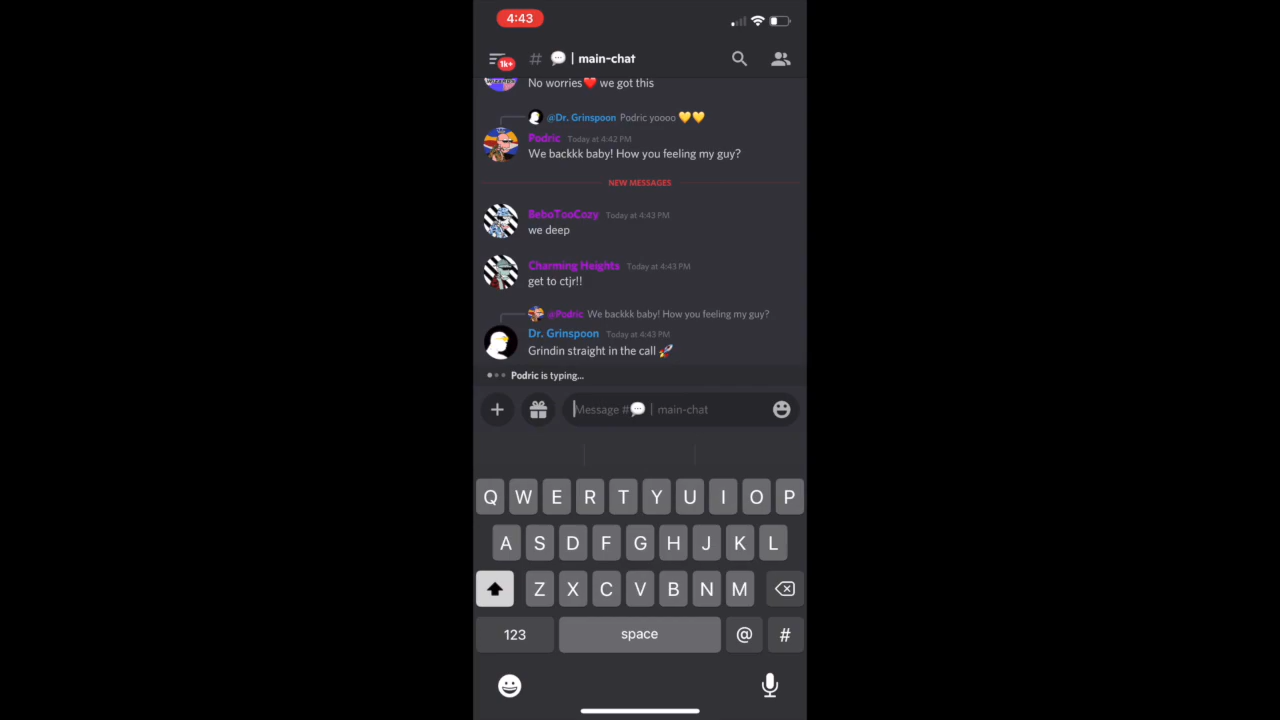 4:43
1k+
# 💬 | main-chat
No worries❤️ we got this
@Dr. Grinspoon Podric yoooo 💛💛
Podric Today at 4:42 PM
We backkk baby! How you feeling my guy?
NEW MESSAGES
BeboTooCozy Today at 4:43 PM
we deep
Charming Heights Today at 4:43 PM
get to ctjr!!
@Podric We backkk baby! How you feeling my guy?
Dr. Grinspoon Today at 4:43 PM
Grindin straight in the call 🚀
Podric is typing...
Message #💬 | main-chat
Q W E R T Y U I O P
A S D F G H J K L
Z X C V B N M
123 space @ #